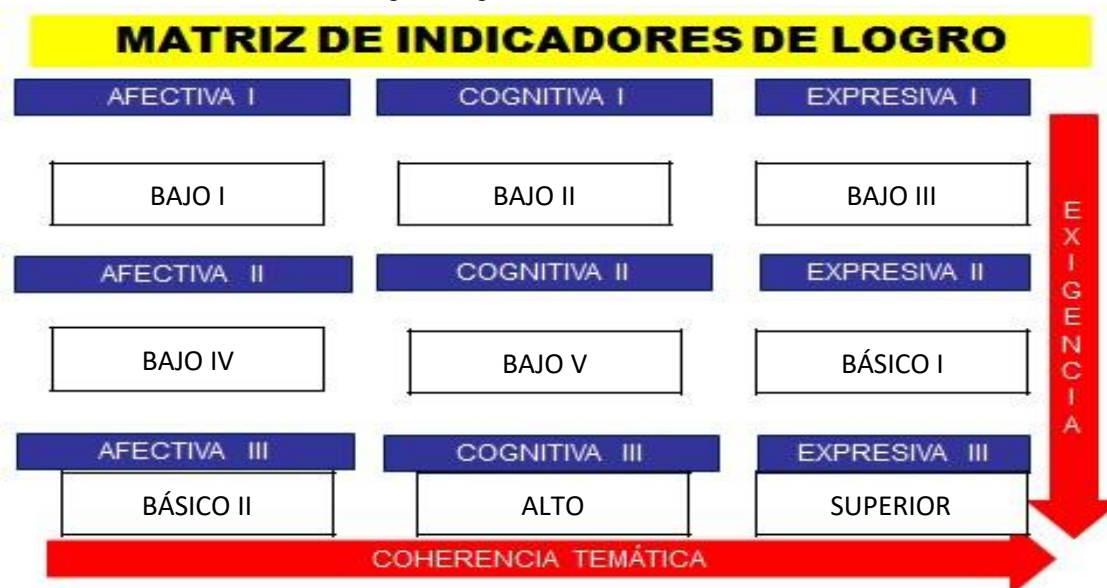 MATRIZ DE INDICADORES DE LOGRO
AFECTIVA I
COGNITIVA I
EXPRESIVA I
BAJO I
BAJO II
BAJO III
AFECTIVA II
COGNITIVA II
EXPRESIVA II
BAJO IV
BAJO V
BÁSICO I
AFECTIVA III
COGNITIVA III
EXPRESIVA III
BÁSICO II
ALTO
SUPERIOR
COHERENCIA TEMÁTICA
EXIGENCIA